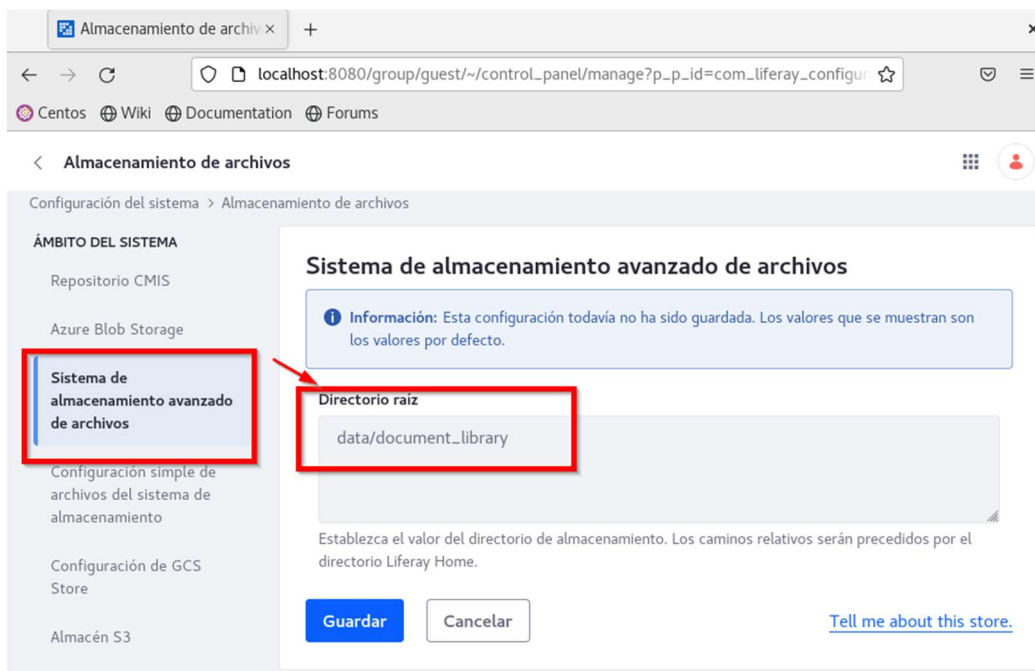 Almacenamiento de archiv
localhost:8080/group/guest/~/control_panel/manage?p_p_id=com_liferay_configur
Centos Wiki Documentation Forums
Almacenamiento de archivos
Configuración del sistema > Almacenamiento de archivos
ÁMBITO DEL SISTEMA
Repositorio CMIS
Azure Blob Storage
Sistema de
almacenamiento avanzado
de archivos
Configuración simple de
archivos del sistema de
almacenamiento
Configuración de GCS
Store
Almacén S3
Sistema de almacenamiento avanzado de archivos
Información: Esta configuración todavía no ha sido guardada. Los valores que se muestran son
los valores por defecto.
Directorio raíz
data/document_library
Establezca el valor del directorio de almacenamiento. Los caminos relativos serán precedidos por el
directorio Liferay Home.
Guardar Cancelar Tell me about this store.